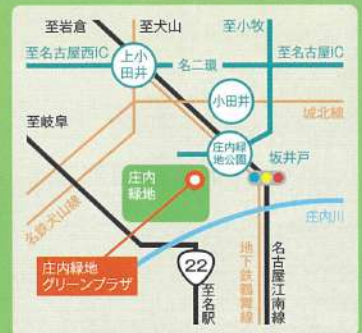 至岩倉
至犬山
至小牧
至名古屋西IC
上小
田井
名二環
至名古屋IC
小田井
城北線
至岐阜
庄内緑
地公園
坂井戸
庄内
緑地
名鉄犬山線
庄内川
庄内緑地
グリーンプラザ
22
至名駅
地下鉄鶴舞線
名古屋江南線